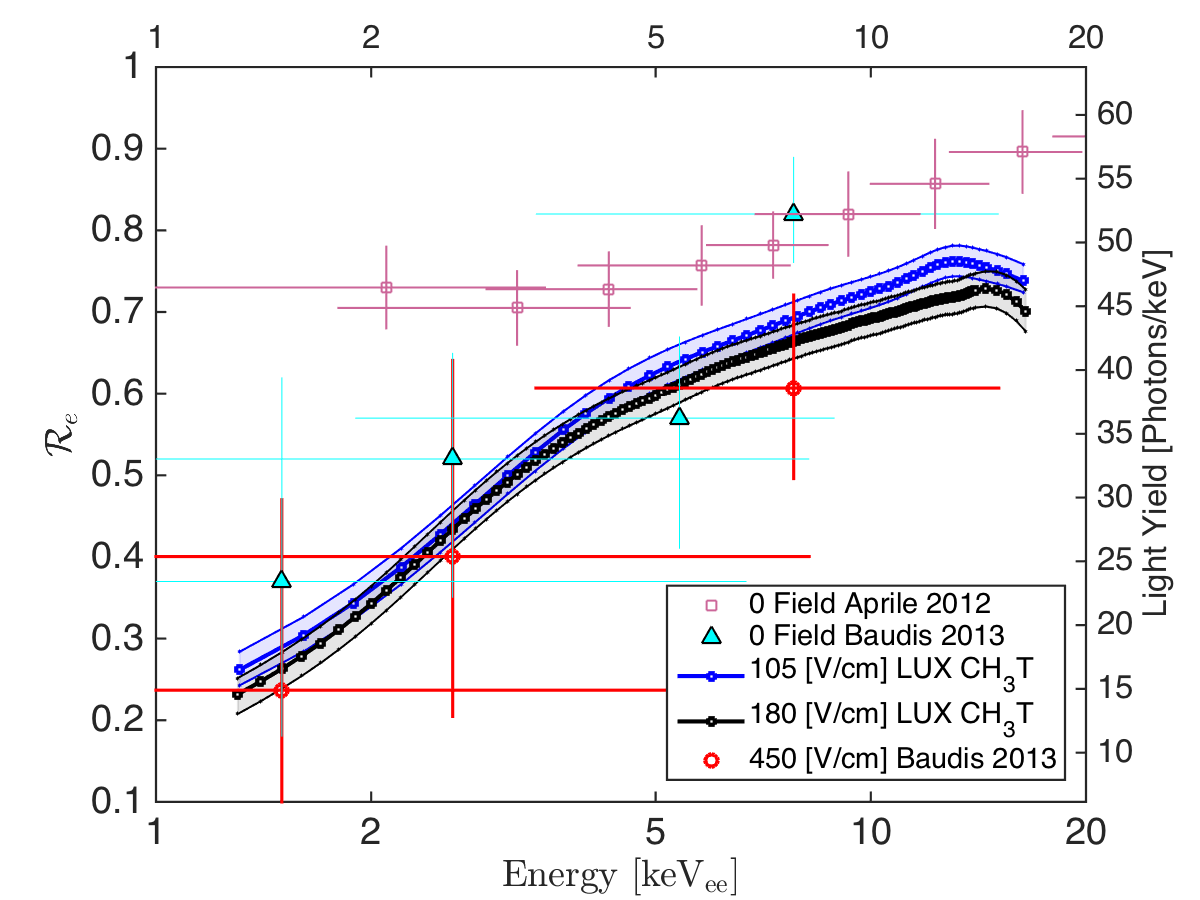 1 2 5 10 20
1
0.9
0.8
0.7
0.6
0.5
0.4
0.3
0.2
0.1
ℛe
60
55
50
45
40
35
30
25
20
15
10
Light Yield [Photons/keV]
0 Field Aprile 2012
0 Field Baudis 2013
105 [V/cm] LUX CH3T
180 [V/cm] LUX CH3T
450 [V/cm] Baudis 2013
1 2 5 10 20
Energy [keVee]